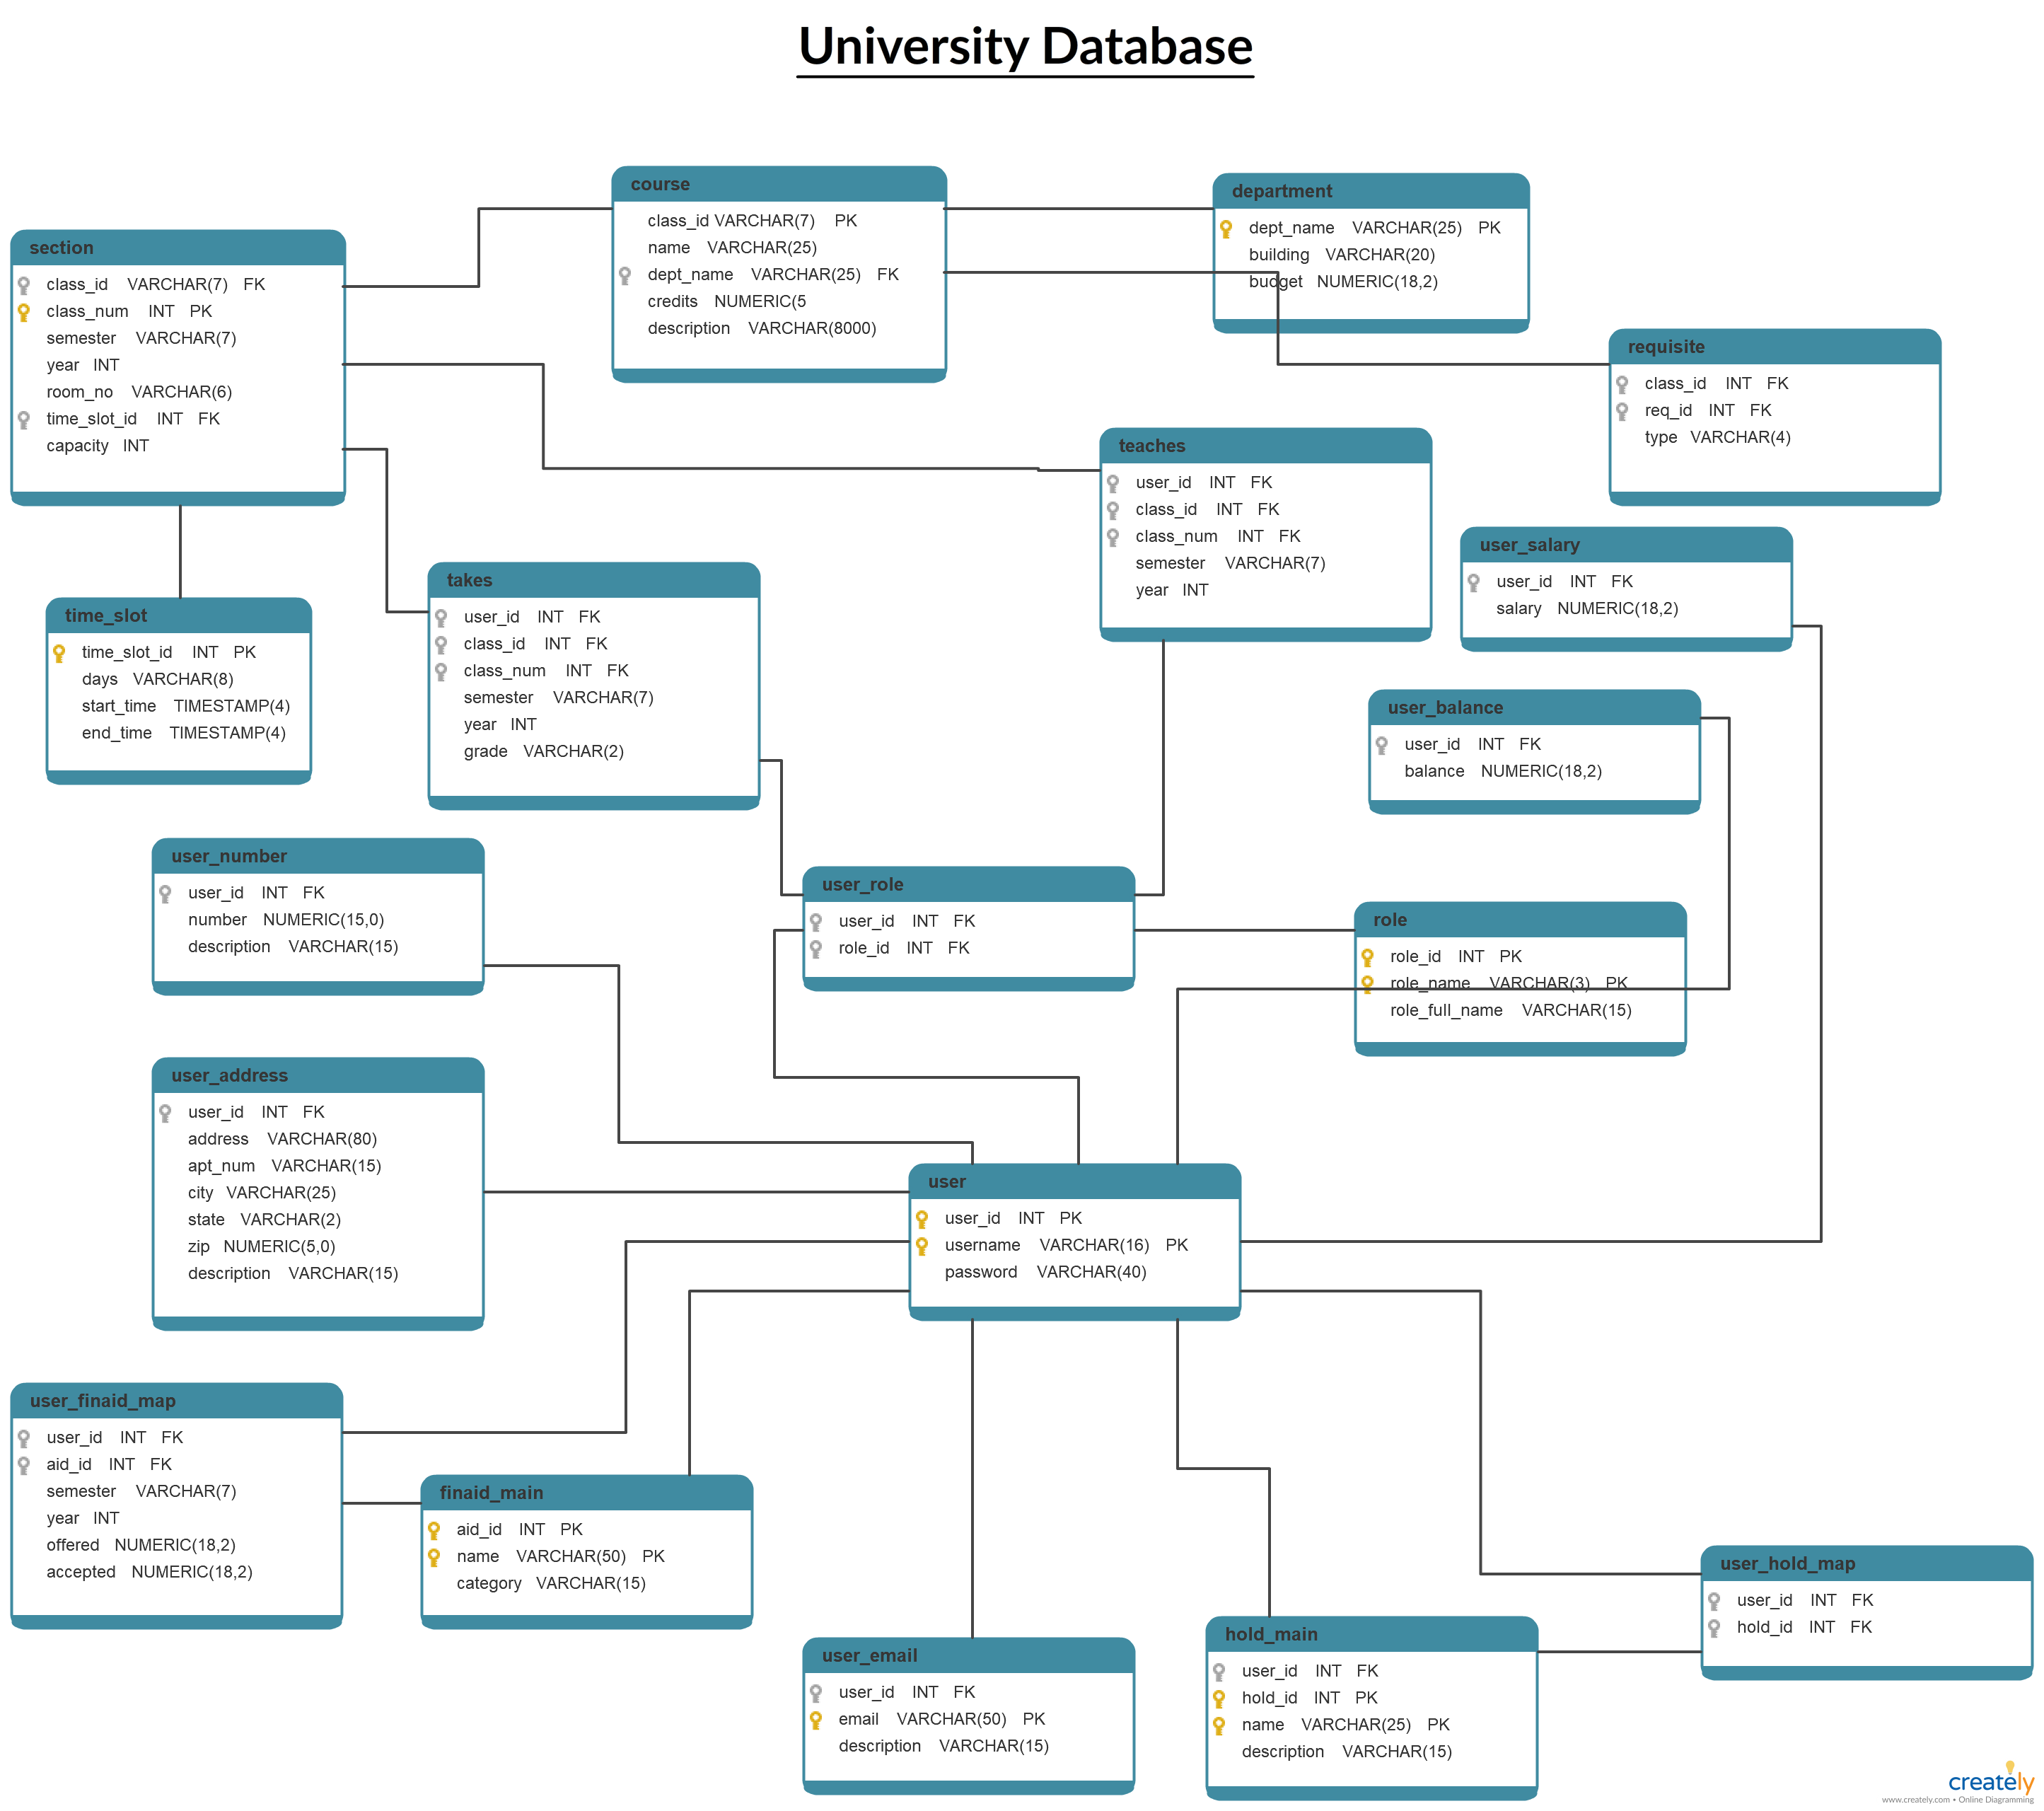 University Database
course
class_id VARCHAR(7) PK
name VARCHAR(25)
dept_name VARCHAR(25) FK
credits NUMERIC(5
description VARCHAR(8000)
department
dept_name VARCHAR(25) PK
building VARCHAR(20)
budget NUMERIC(18,2)
section
class_id VARCHAR(7) FK
class_num INT PK
semester VARCHAR(7)
year INT
room_no VARCHAR(6)
time_slot_id INT FK
capacity INT
requisite
class_id INT FK
req_id INT FK
type VARCHAR(4)
teaches
user_id INT FK
class_id INT FK
class_num INT FK
semester VARCHAR(7)
year INT
user_salary
user_id INT FK
salary NUMERIC(18,2)
takes
user_id INT FK
class_id INT FK
class_num INT FK
semester VARCHAR(7)
year INT
grade VARCHAR(2)
time_slot
time_slot_id INT PK
days VARCHAR(8)
start_time TIMESTAMP(4)
end_time TIMESTAMP(4)
user_balance
user_id INT FK
balance NUMERIC(18,2)
user_number
user_id INT FK
number NUMERIC(15,0)
description VARCHAR(15)
user_role
user_id INT FK
role_id INT FK
role
role_id INT PK
role_name VARCHAR(3) PK
role_full_name VARCHAR(15)
user_address
user_id INT FK
address VARCHAR(80)
apt_num VARCHAR(15)
city VARCHAR(25)
state VARCHAR(2)
zip NUMERIC(5,0)
description VARCHAR(15)
user
user_id INT PK
username VARCHAR(16) PK
password VARCHAR(40)
user_finaid_map
user_id INT FK
aid_id INT FK
semester VARCHAR(7)
year INT
offered NUMERIC(18,2)
accepted NUMERIC(18,2)
finaid_main
aid_id INT PK
name VARCHAR(50) PK
category VARCHAR(15)
user_email
user_id INT FK
email VARCHAR(50) PK
description VARCHAR(15)
hold_main
user_id INT FK
hold_id INT PK
name VARCHAR(25) PK
description VARCHAR(15)
user_hold_map
user_id INT FK
hold_id INT FK
creately
www.creately.com • Online Diagramming